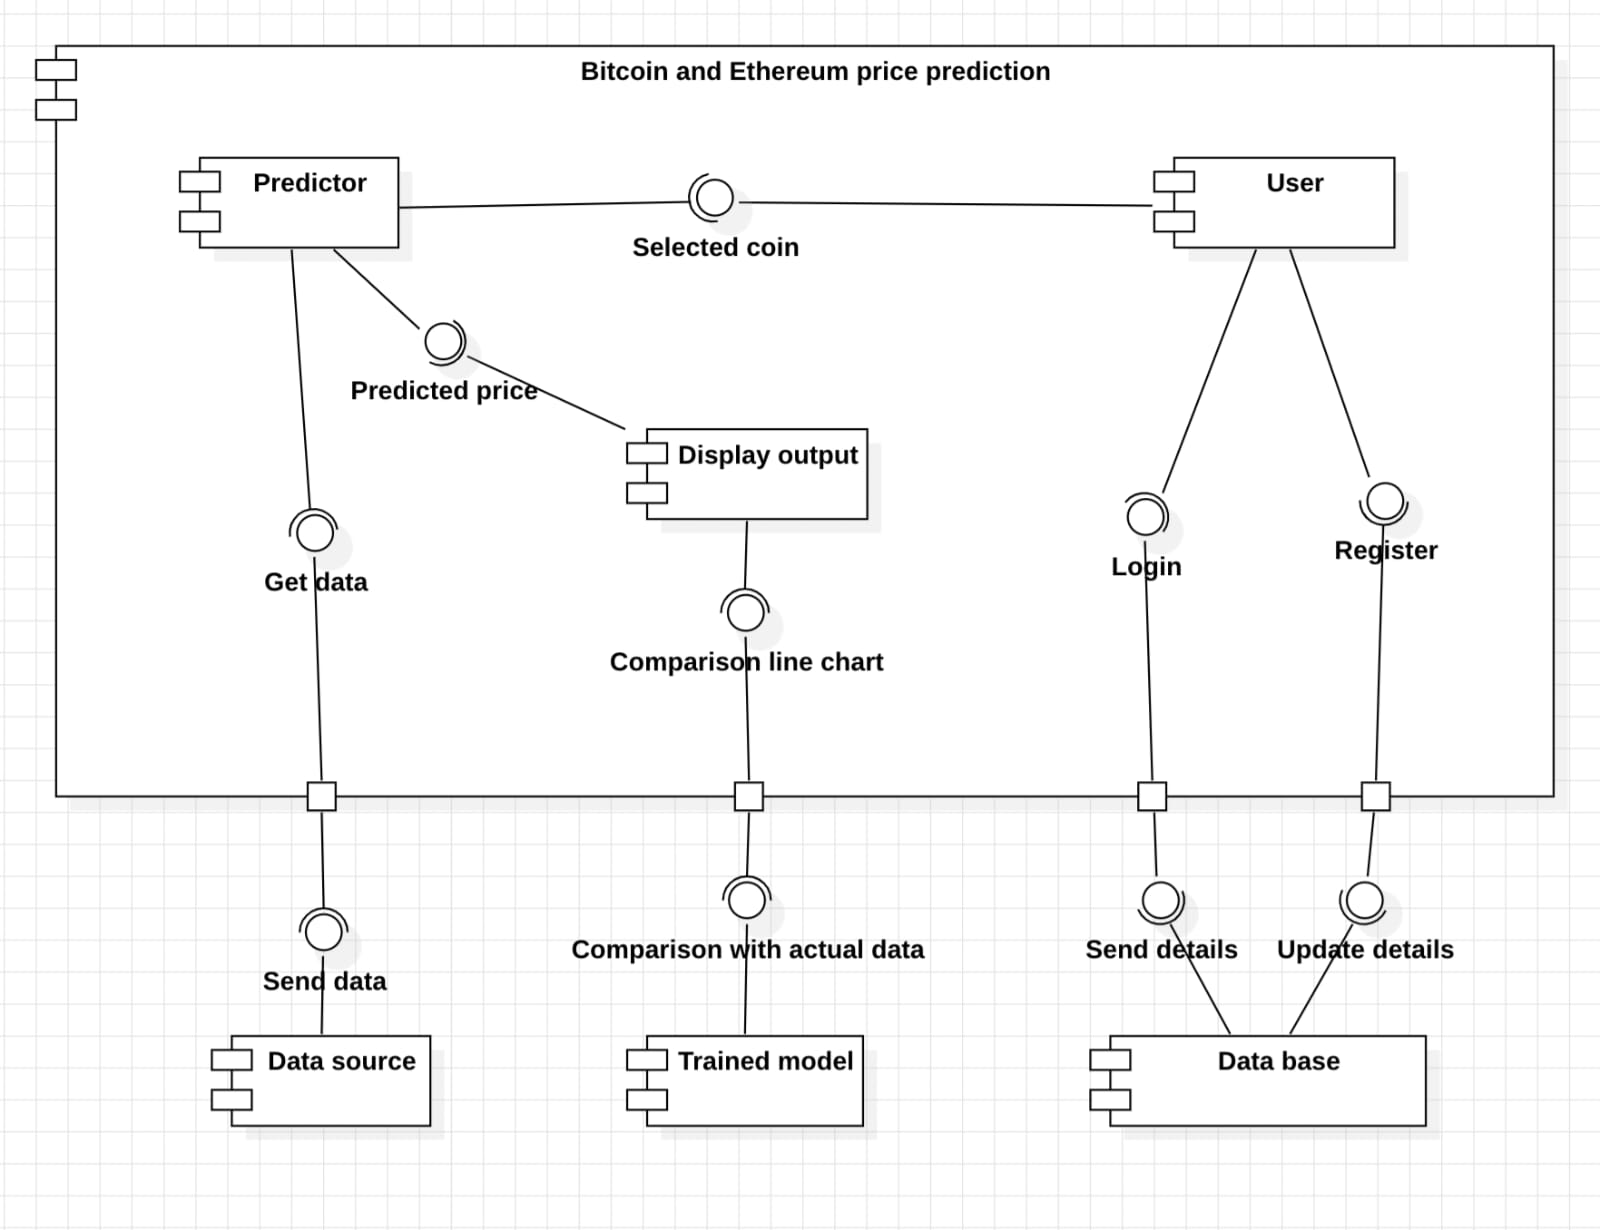 Bitcoin and Ethereum price prediction
Predictor
User
Selected coin
Predicted price
Display output
Get data
Login
Register
Comparison line chart
Send data
Comparison with actual data
Send details
Update details
Data source
Trained model
Data base